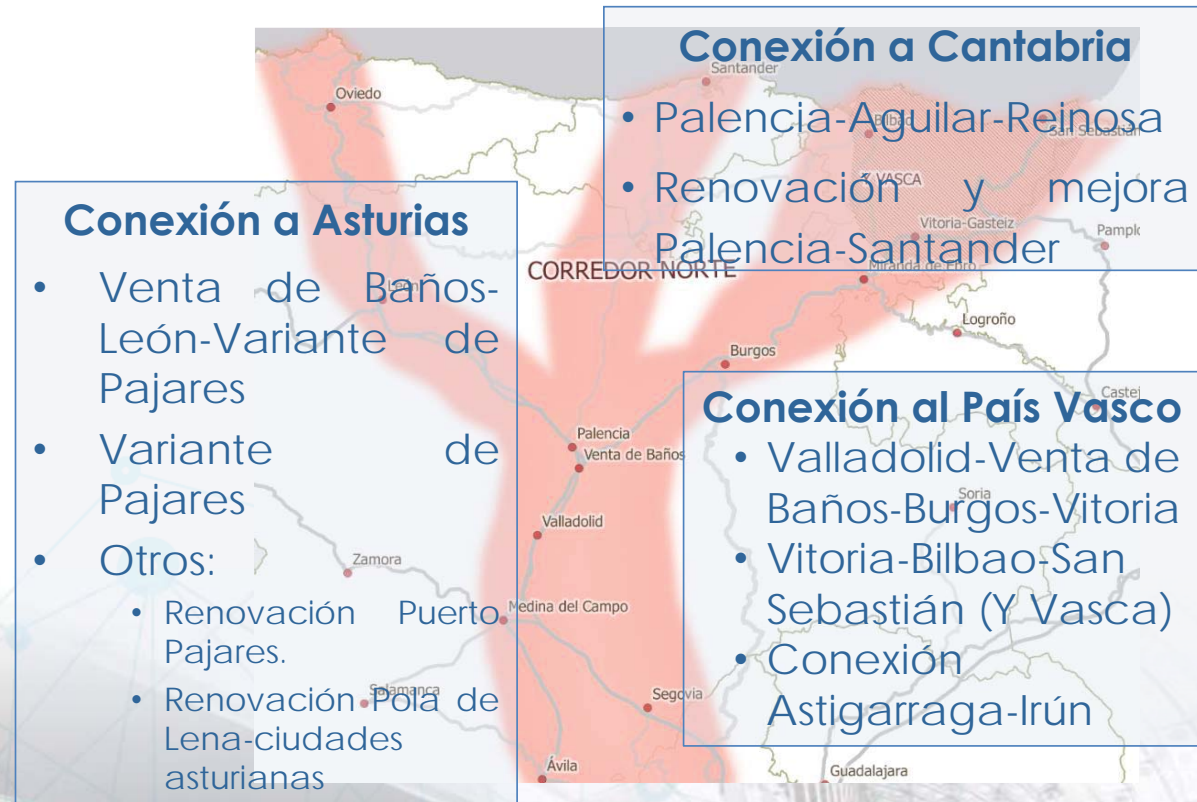 Conexión a Cantabria
Santander
• Palencia-Aguilar-Reinosa
Bilbao
San Sebastián
• Renovación y mejora
Palencia-Santander
Y VASCA
Vitoria-Gasteiz
Oviedo
CORREDOR NORTE
Miranda de Ebro
Logroño
Burgos
Conexión a Asturias
• Venta de Baños-
León-Variante de
Pajares
• Variante de
Pajares
• Otros:
• Renovación Puerto
Pajares.
• Renovación Pola de
Lena-ciudades
asturianas
León
Palencia
Venta de Baños
Valladolid
Zamora
Medina del Campo
Salamanca
Segovia
Ávila
Guadalajara
Conexión al País Vasco
• Valladolid-Venta de
Baños-Burgos-Vitoria
Soria
• Vitoria-Bilbao-San
Sebastián (Y Vasca)
• Conexión
Astigarraga-Irún